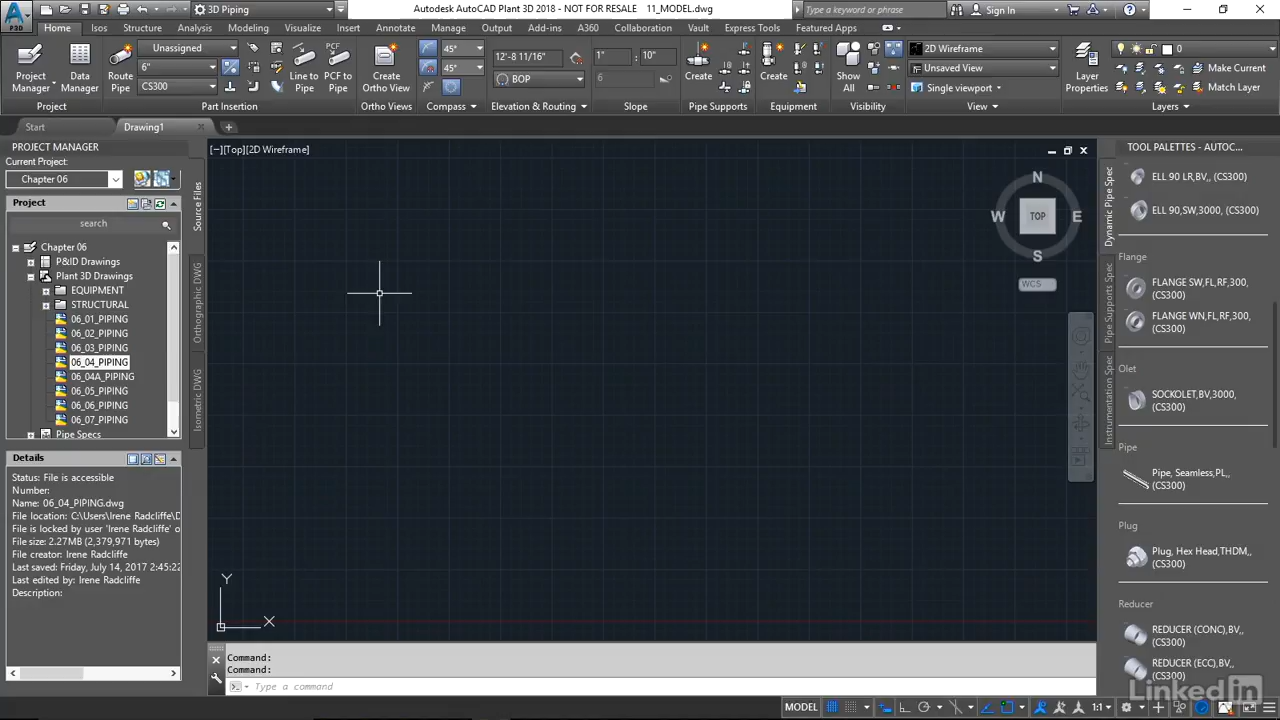 P3D
3D Piping
Autodesk AutoCAD Plant 3D 2018 - NOT FOR RESALE 11_MODEL.dwg
Type a keyword or phrase
Sign In
Home
Isos
Structure
Analysis
Modeling
Visualize
Insert
Annotate
Manage
Output
Add-ins
A360
Collaboration
Vault
Express Tools
Featured Apps
Project
Manager
Data
Manager
Project
Route
Pipe
Unassigned
6"
CS300
Line to
Pipe
PCF to
Pipe
Part Insertion
Create
Ortho View
Ortho Views
45°
45°
Compass
12'-8 11/16"
BOP
Elevation & Routing
1"
:
10"
6
Slope
Create
Pipe Supports
Create
Equipment
Show
All
Visibility
2D Wireframe
Unsaved View
Single viewport
View
Layer
Properties
0
Make Current
Match Layer
Layers
Start
Drawing1
PROJECT MANAGER
Current Project:
Chapter 06
Project
search
Chapter 06
P&ID Drawings
Plant 3D Drawings
EQUIPMENT
STRUCTURAL
06_01_PIPING
06_02_PIPING
06_03_PIPING
06_04_PIPING
06_04A_PIPING
06_05_PIPING
06_06_PIPING
06_07_PIPING
Pipe Specs
Source Files
Orthographic DWG
Isometric DWG
Details
Status: File is accessible
Number:
Name: 06_04_PIPING.dwg
File location: C:\Users\Irene Radcliffe\D
File is locked by user 'Irene Radcliffe' o
File size: 2.27MB (2,379,971 bytes)
File creator: Irene Radcliffe
Last saved: Friday, July 14, 2017 2:45:22
Last edited by: Irene Radcliffe
Description:
[−][Top][2D Wireframe]
N
W
TOP
E
S
WCS
Y
X
Command:
Command:
Type a command
TOOL PALETTES - AUTOC...
Dynamic Pipe Spec
Pipe Supports Spec
Instrumentation Spec
ELL 90 LR,BV,, (CS300)
ELL 90,SW,3000, (CS300)
Flange
FLANGE SW,FL,RF,300,
(CS300)
FLANGE WN,FL,RF,300,
(CS300)
Olet
SOCKOLET,BV,3000,
(CS300)
Pipe
Pipe, Seamless,PL,,
(CS300)
Plug
Plug, Hex Head,THDM,,
(CS300)
Reducer
REDUCER (CONC),BV,,
(CS300)
REDUCER (ECC),BV,,
(CS300)
LinkedIn
MODEL
1:1